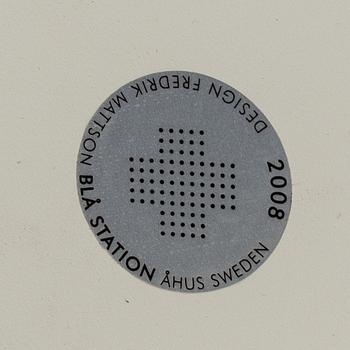 DESIGN FREDRIK MATTSON BLÅ STATION ÅHUS SWEDEN 2008